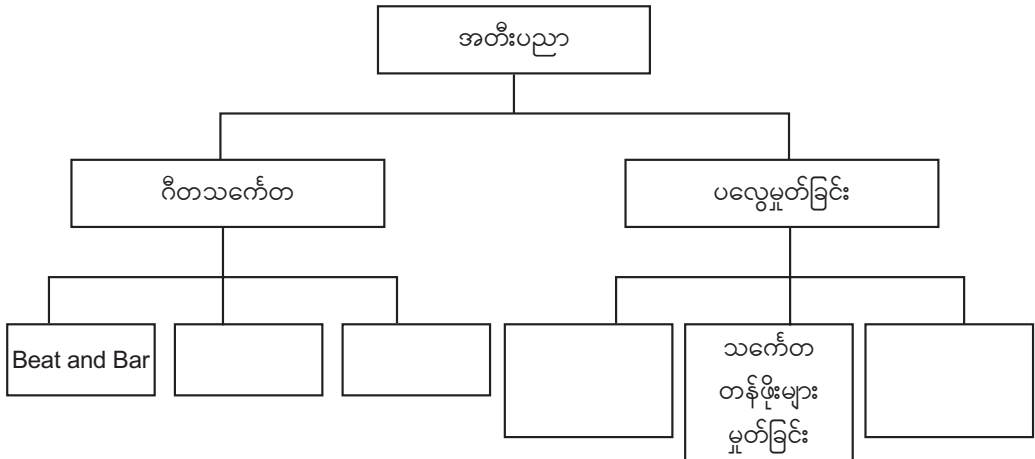 အတီးပညာ
ဂီတသင်္ကေတ
ပလွေမှုတ်ခြင်း
Beat and Bar
သင်္ကေတ
တန်ဖိုးများ
မှုတ်ခြင်း